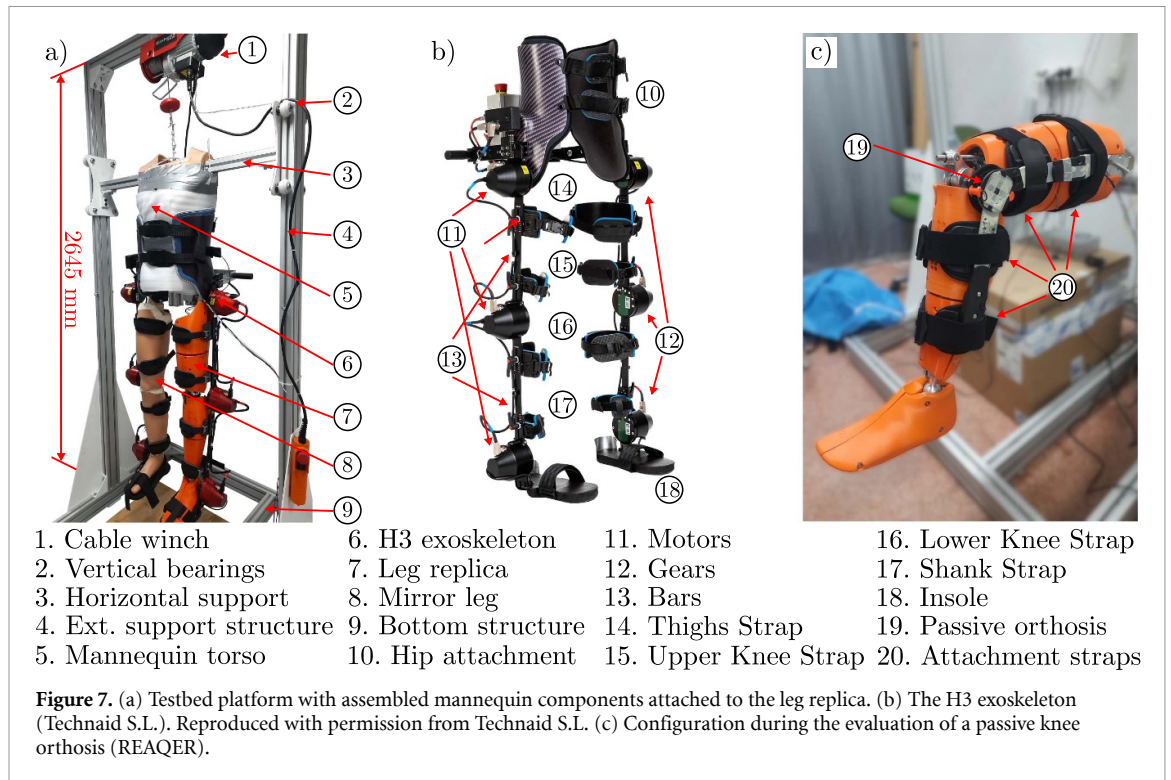 a)
1
2
3
4
5
6
7
8
9
2645 mm
b)
10
14
11
15
16
12
13
17
18
c)
19
20
1. Cable winch
2. Vertical bearings
3. Horizontal support
4. Ext. support structure
5. Mannequin torso
6. H3 exoskeleton
7. Leg replica
8. Mirror leg
9. Bottom structure
10. Hip attachment
11. Motors
12. Gears
13. Bars
14. Thighs Strap
15. Upper Knee Strap
16. Lower Knee Strap
17. Shank Strap
18. Insole
19. Passive orthosis
20. Attachment straps
Figure 7. (a) Testbed platform with assembled mannequin components attached to the leg replica. (b) The H3 exoskeleton
(Technaid S.L.). Reproduced with permission from Technaid S.L. (c) Configuration during the evaluation of a passive knee
orthosis (REAQER).